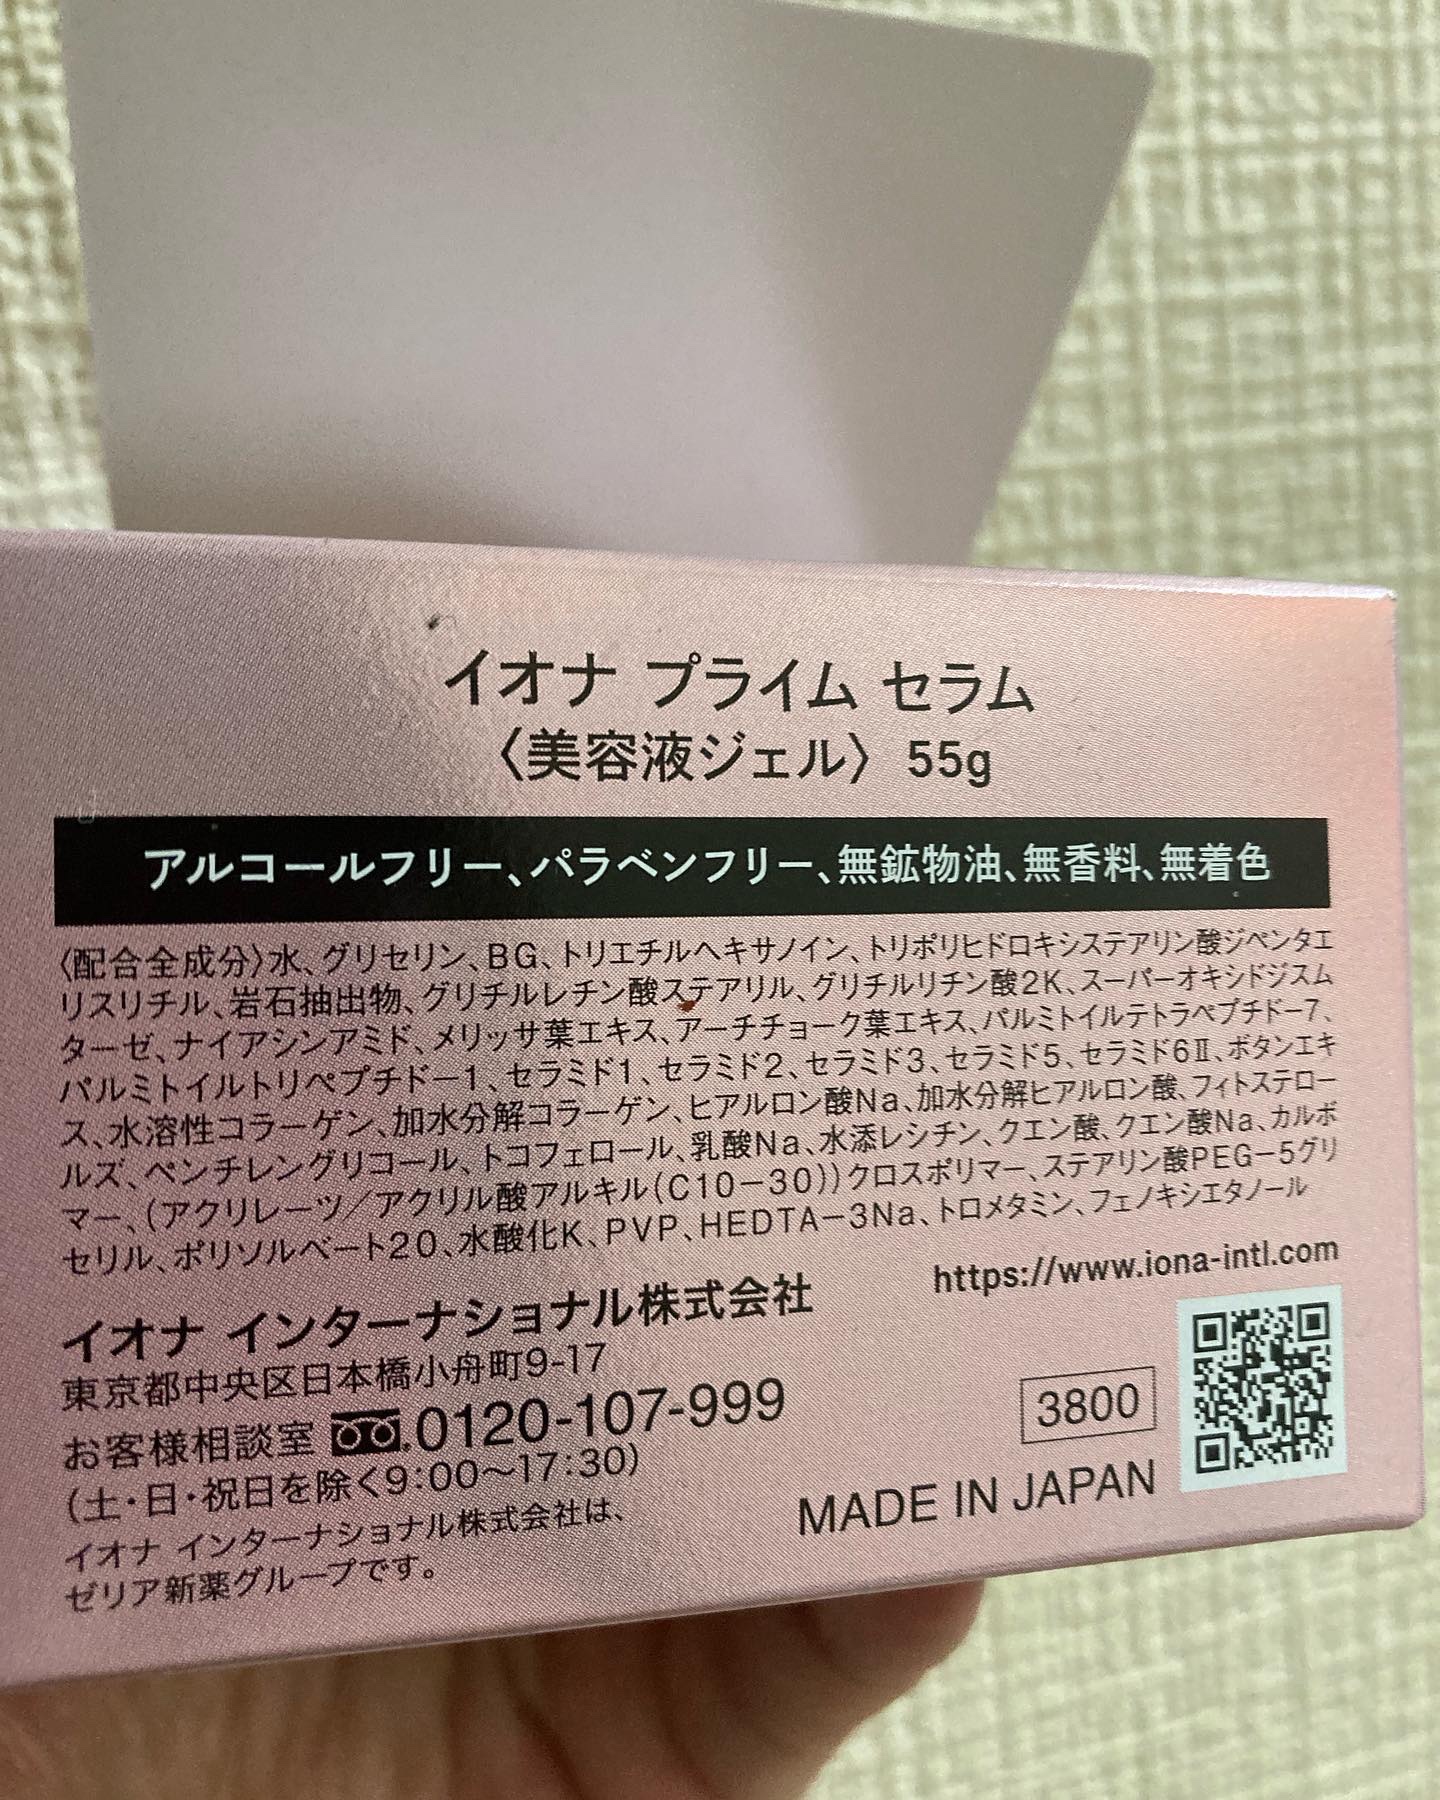 イオナ プライム セラム
〈美容液ジェル〉 55g
アルコールフリー、パラベンフリー、無鉱物油、無香料、無着色
〈配合全成分〉水、グリセリン、BG、トリエチルヘキサノイン、トリポリヒドロキシステアリン酸ジペンタエ
リスリチル、岩石抽出物、グリチルレチン酸ステアリル、グリチルリチン酸2K、スーパーオキシドジスム
ターゼ、ナイアシンアミド、メリッサ葉エキス、アーチチョーク葉エキス、パルミトイルテトラペプチド-7、
パルミトイルトリペプチド-1、セラミド1、セラミド2、セラミド3、セラミド5、セラミド6Ⅱ、ボタンエキ
ス、水溶性コラーゲン、加水分解コラーゲン、ヒアルロン酸Na、加水分解ヒアルロン酸、フィトステロー
ルズ、ペンチレングリコール、トコフェロール、乳酸Na、水添レシチン、クエン酸、クエン酸Na、カルボ
マー、(アクリレーツ/アクリル酸アルキル(C10-30))クロスポリマー、ステアリン酸PEG-5グリ
セリル、ポリソルベート20、水酸化K、PVP、HEDTA-3Na、トロメタミン、フェノキシエタノール
https://www.iona-intl.com
イオナ インターナショナル株式会社
東京都中央区日本橋小舟町9-17
お客様相談室 0120-107-999
(土・日・祝日を除く9:00〜17:30)
イオナ インターナショナル株式会社は、
ゼリア新薬グループです。
3800
MADE IN JAPAN